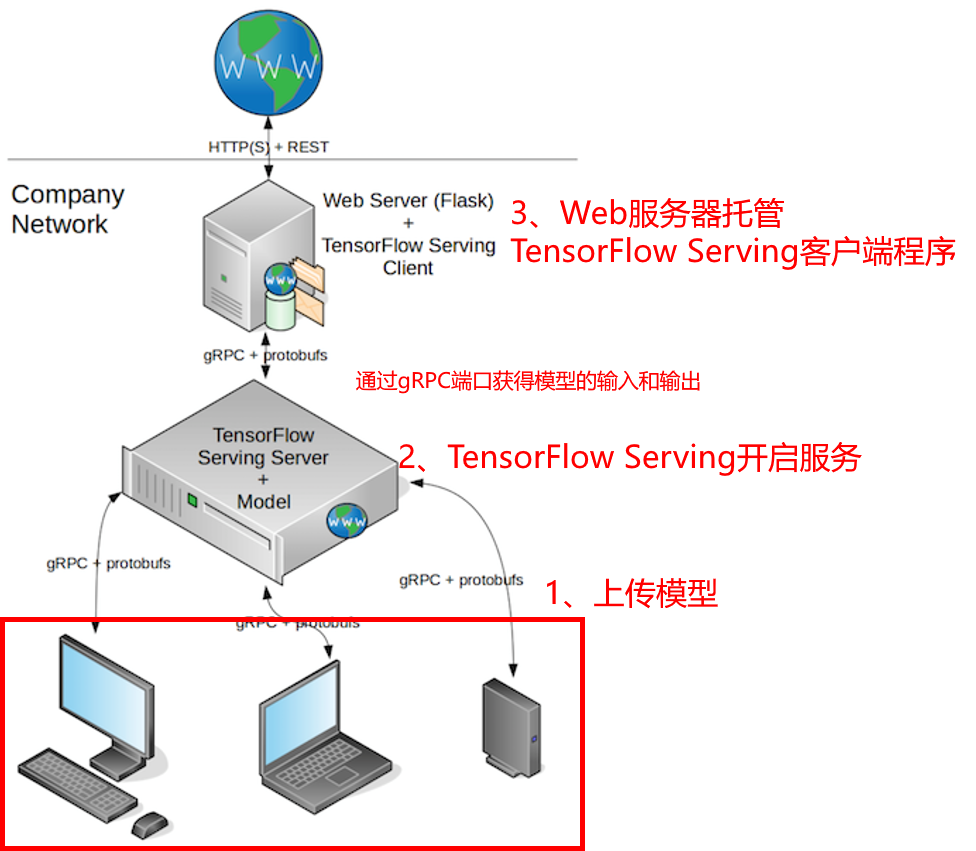 WWW
HTTP(S) + REST
Company
Network
Web Server (Flask)
+
TensorFlow Serving
Client
3、Web服务器托管
TensorFlow Serving客户端程序
WWW
gRPC + protobufs
通过gRPC端口获得模型的输入和输出
TensorFlow
Serving Server
+
Model
2、TensorFlow Serving开启服务
WWW
gRPC + protobufs
gRPC + protobufs
1、上传模型
gRPC + protobufs